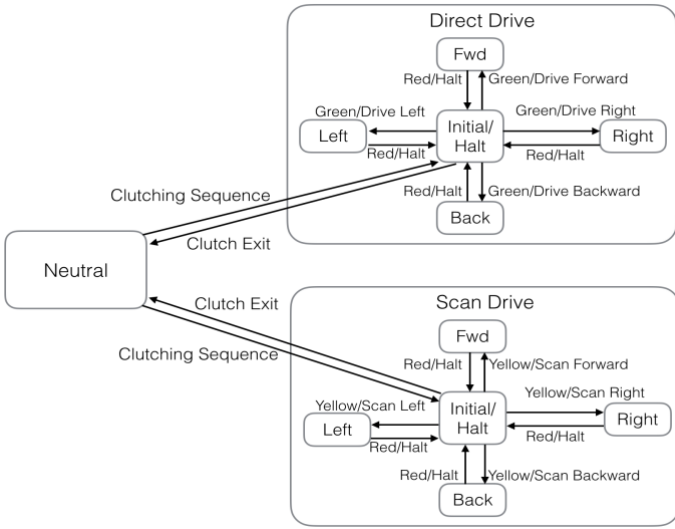 Direct Drive
Fwd
Red/Halt
Green/Drive Forward
Green/Drive Left
Initial/
Halt
Green/Drive Right
Left
Right
Red/Halt
Red/Halt
Red/Halt
Green/Drive Backward
Back
Clutching Sequence
Clutch Exit
Neutral
Clutch Exit
Clutching Sequence
Scan Drive
Fwd
Red/Halt
Yellow/Scan Forward
Yellow/Scan Left
Initial/
Halt
Yellow/Scan Right
Left
Right
Red/Halt
Red/Halt
Red/Halt
Yellow/Scan Backward
Back